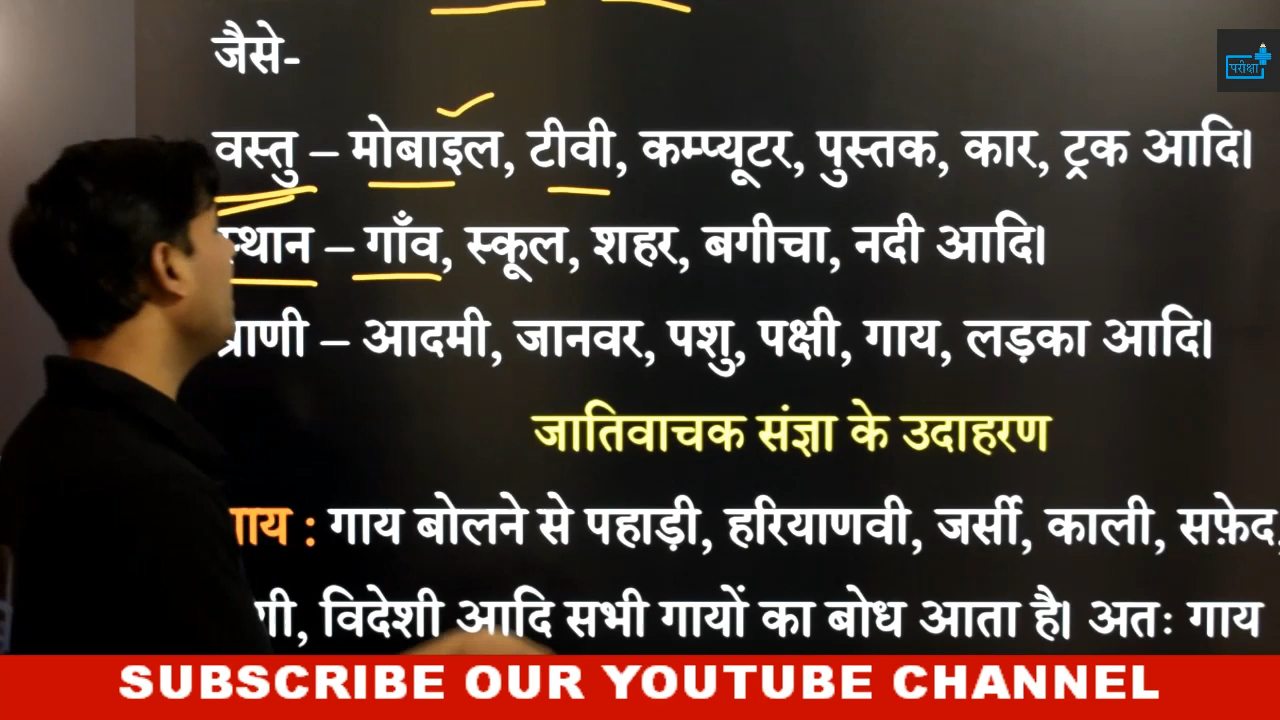 जैसे-
परीक्षा
वस्तु – मोबाइल, टीवी, कम्प्यूटर, पुस्तक, कार, ट्रक आदि।
स्थान – गाँव, स्कूल, शहर, बगीचा, नदी आदि।
प्राणी – आदमी, जानवर, पशु, पक्षी, गाय, लड़का आदि।
जातिवाचक संज्ञा के उदाहरण
गाय : गाय बोलने से पहाड़ी, हरियाणवी, जर्सी, काली, सफ़ेद,
विदेशी आदि सभी गायों का बोध आता है। अतः गाय
SUBSCRIBE OUR YOUTUBE CHANNEL